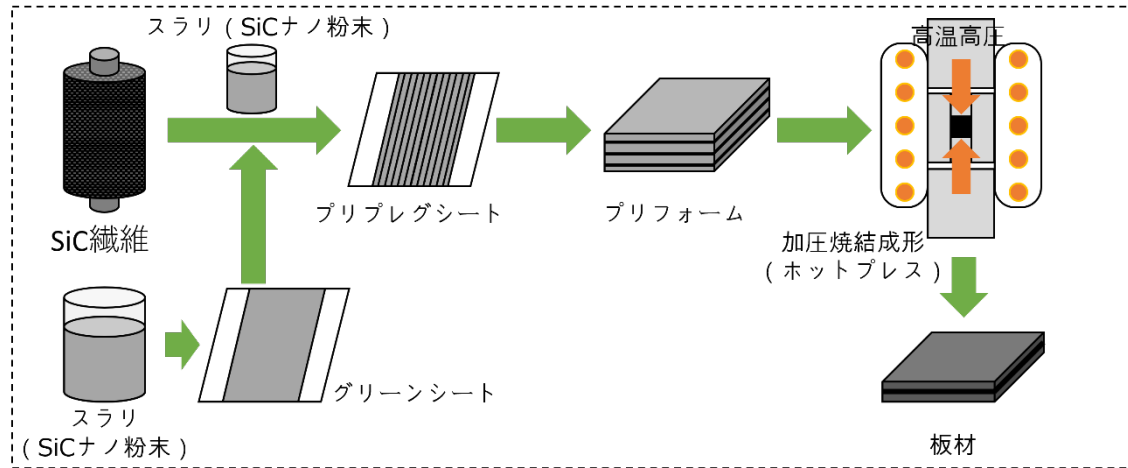 スラリ(SiCナノ粉末)
高温高圧
SiC繊維
プリプレグシート
プリフォーム
加圧焼結成形
(ホットプレス)
スラリ
(SiCナノ粉末)
グリーンシート
板材